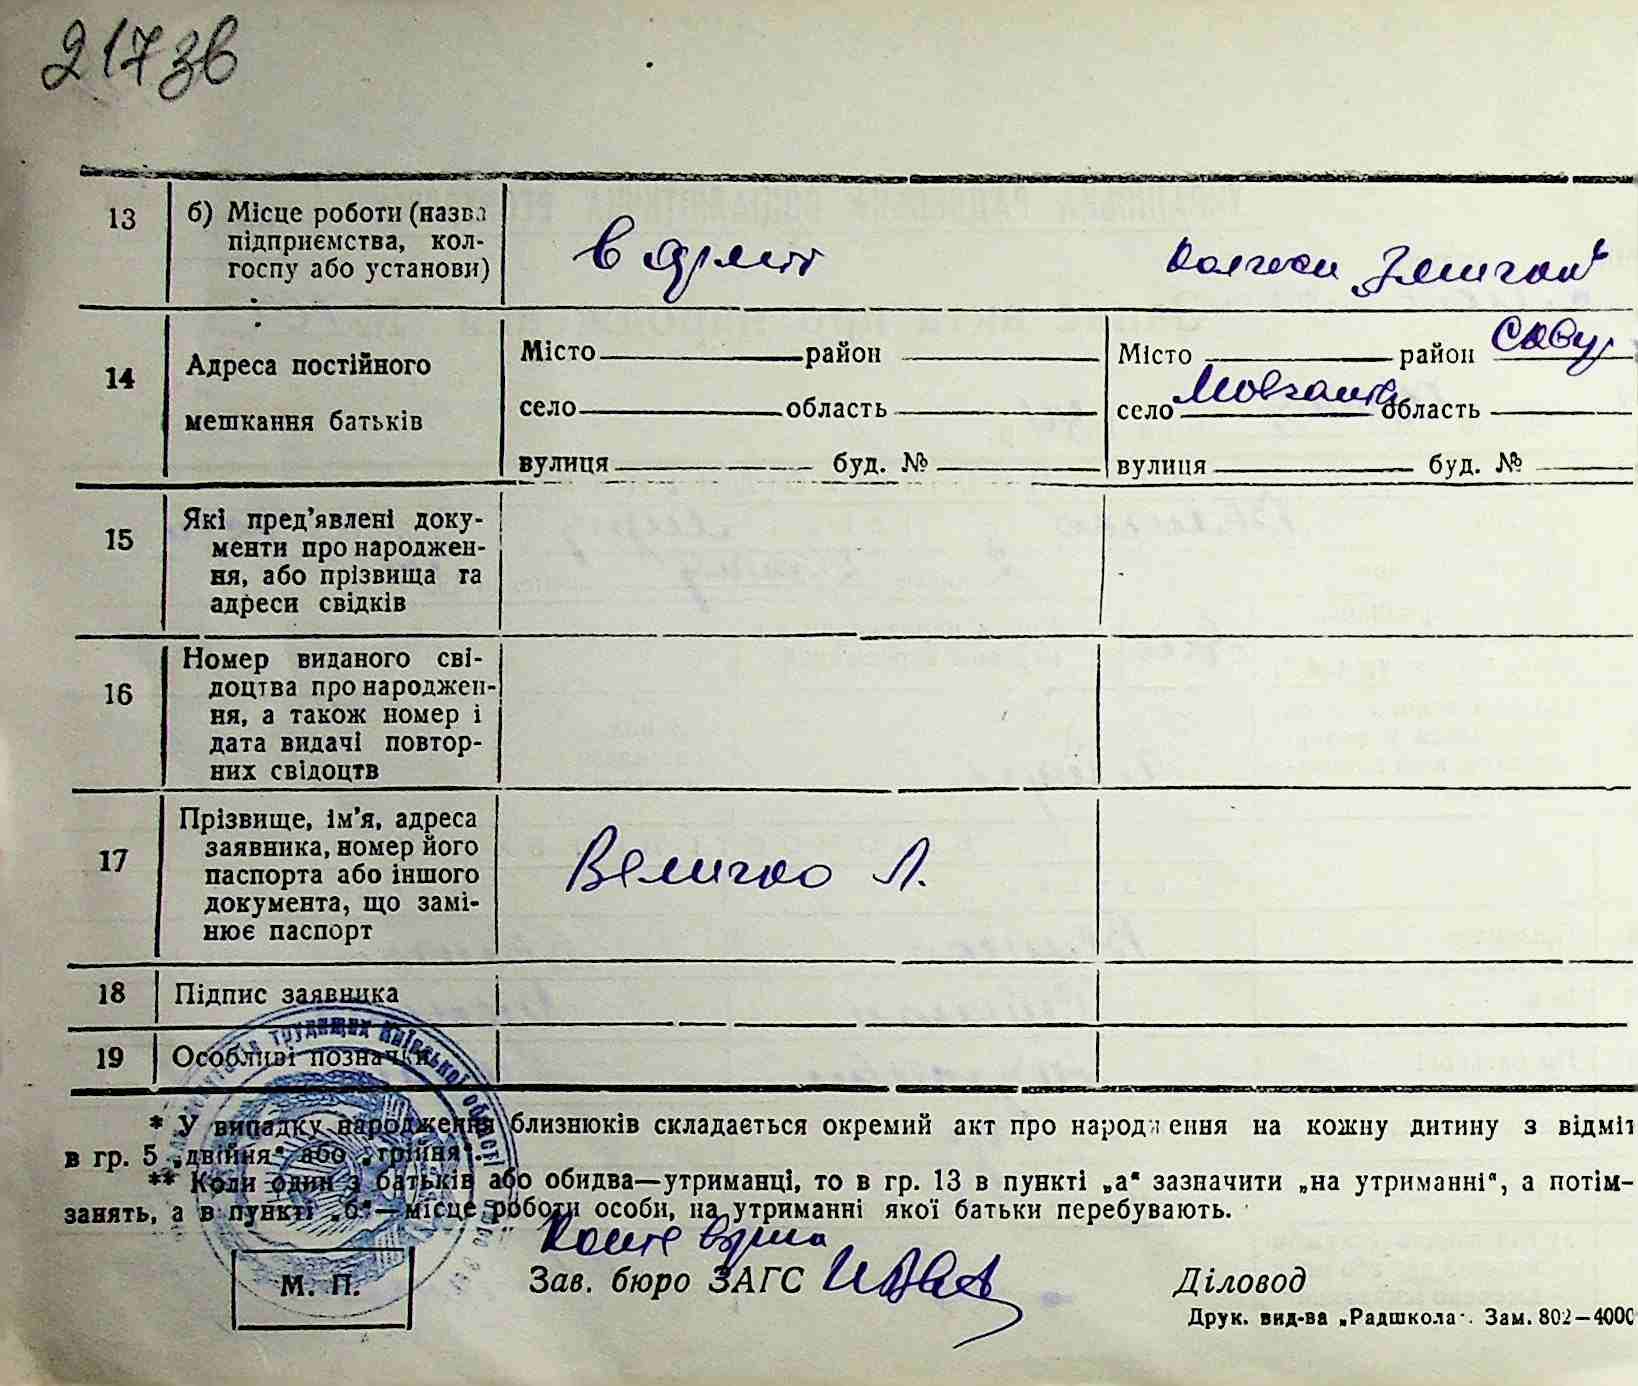 217зв
13 б) Місце роботи (назва
підприємства, кол-
госпу або установи)
в армії
колгосп
14 Адреса постійного
мешкання батьків
Місто район
село область
вулиця буд. №
Місто район
село область
вулиця буд. №
15 Які пред’явлені доку-
менти про народжен-
ня, або прізвища та
адреси свідків
16 Номер виданого сві-
доцтва про народжен-
ня, а також номер і
дата видачі повтор-
них свідоцтв
17 Прізвище, ім’я, адреса
заявника, номер його
паспорта або іншого
документа, що замі-
нює паспорт
Величко Л.
18 Підпис заявника
19 Особливі позначки
трудящих Київської області
* У випадку народження близнюків складається окремий акт про народження на кожну дитину з відміт
в гр. 5 „двійня“ або „трійня“.
** Коли один з батьків або обидва—утриманці, то в гр. 13 в пункті „а“ зазначити „на утриманні“, а потім-
занять, а в пункті „б“—місце роботи особи, на утриманні якої батьки перебувають.
М. П.
Зав. бюро ЗАГС
Діловод
Друк. вид-ва „Радшкола“. Зам. 802—4000